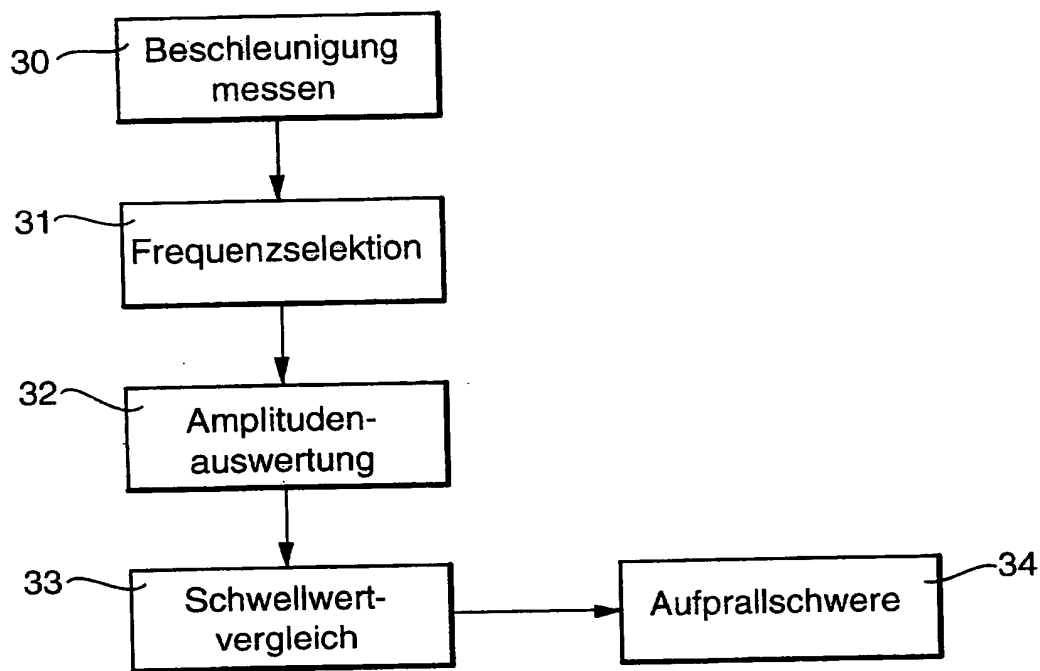 30
Beschleunigung
messen
31
Frequenzselektion
32
Amplituden-
auswertung
33
Schwellwert-
vergleich
Aufprallschwere
34